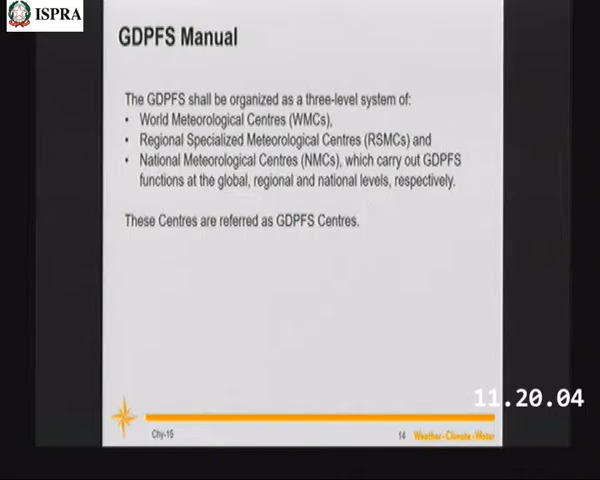 ISPRA
GDPFS Manual
The GDPFS shall be organized as a three-level system of:
• World Meteorological Centres (WMCs),
• Regional Specialized Meteorological Centres (RSMCs) and
• National Meteorological Centres (NMCs), which carry out GDPFS
functions at the global, regional and national levels, respectively.
These Centres are referred as GDPFS Centres.
11.20.04
Chy-15
14 Weather • Climate • Water